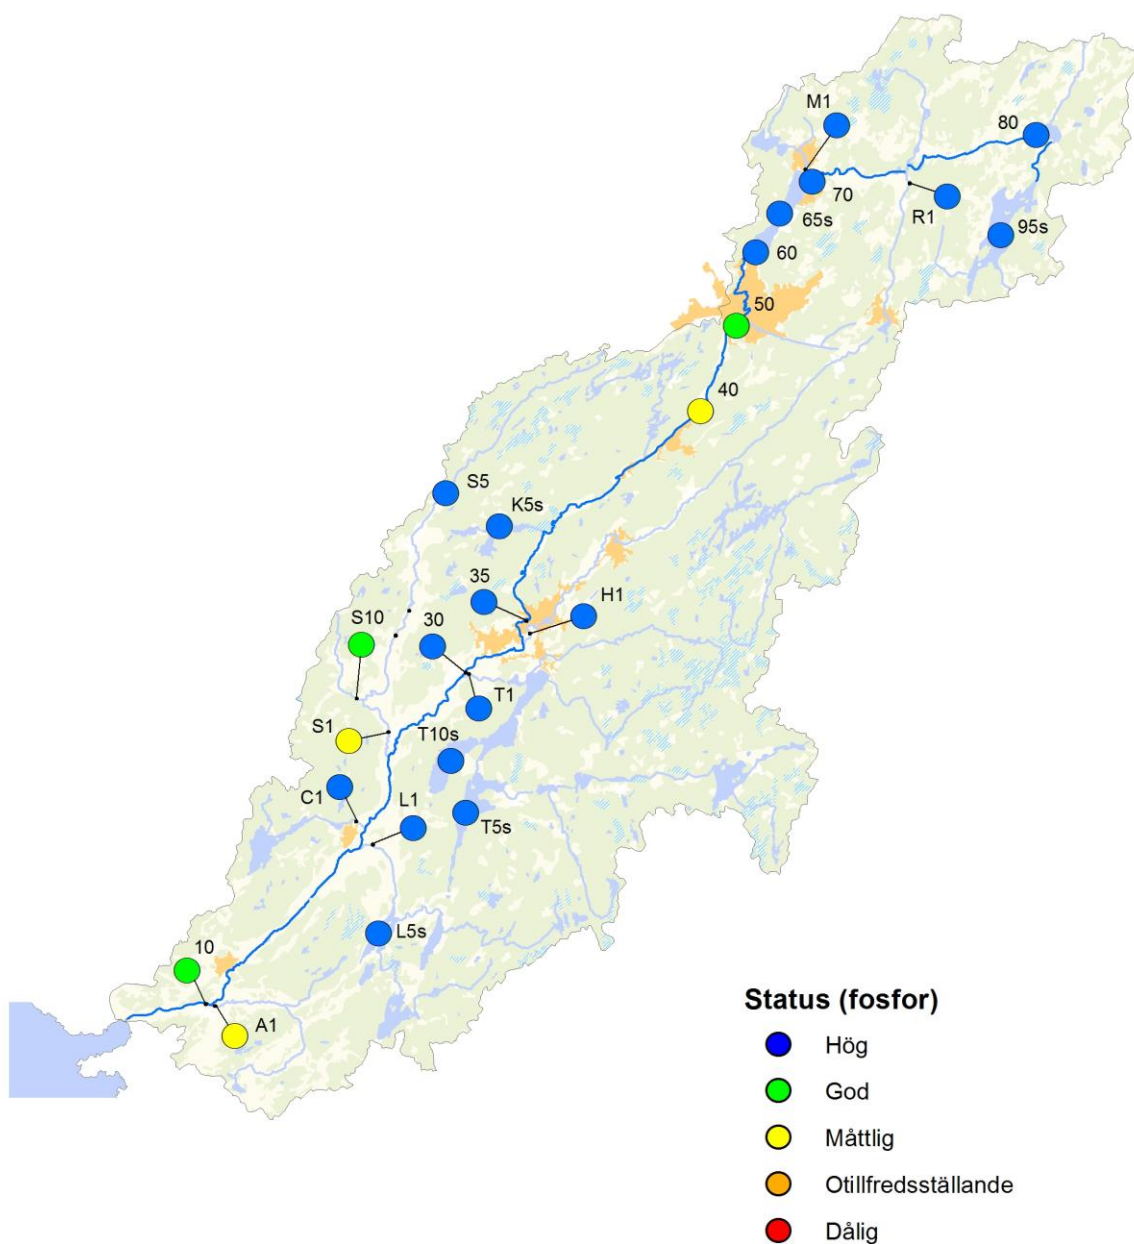 M1
80
70
R1
65s
95s
60
50
40
S5
K5s
35
H1
S10
30
T1
S1
T10s
C1
L1
T5s
L5s
10
A1
Status (fosfor)
Hög
God
Måttlig
Otillfredsställande
Dålig